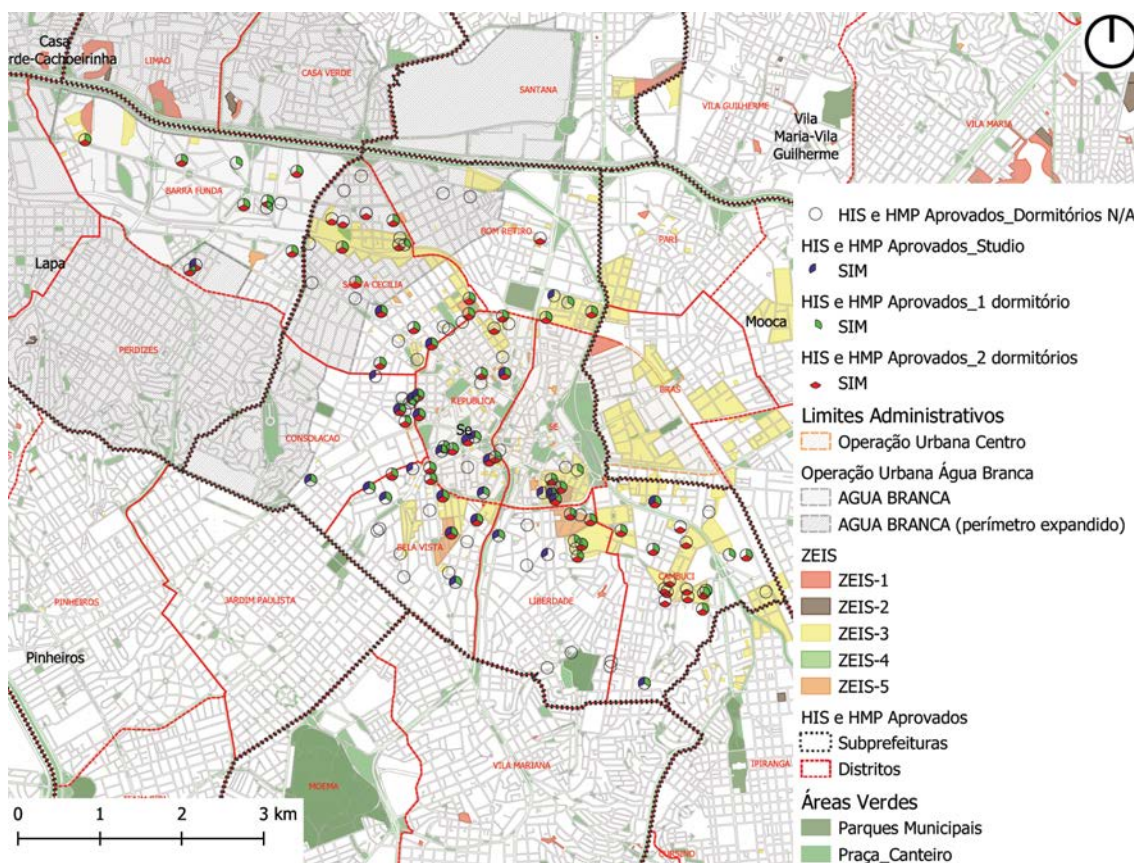 Casa
rde-Cachoeirinha
LIMAO
CASA VERDE
SANTANA
VILA GUILHERME
Vila
Maria-Vila
Guilherme
VILA MARIA
BARRA FUNDA
BOM RETIRO
PARI
Lapa
SANTA CECILIA
Mooca
PERDIZES
BRAS
REPUBLICA
SE
Se
CONSOLACAO
BELA VISTA
CAMBUCI
PINHEIROS
JARDIM PAULISTA
LIBERDADE
Pinheiros
VILA MARIANA
IPIRANGA
MOEMA
CURSINO
0 1 2 3 km
HIS e HMP Aprovados_Dormitórios N/A
HIS e HMP Aprovados_Studio
SIM
HIS e HMP Aprovados_1 dormitório
SIM
HIS e HMP Aprovados_2 dormitórios
SIM
Limites Administrativos
Operação Urbana Centro
Operação Urbana Água Branca
AGUA BRANCA
AGUA BRANCA (perímetro expandido)
ZEIS
ZEIS-1
ZEIS-2
ZEIS-3
ZEIS-4
ZEIS-5
HIS e HMP Aprovados
Subprefeituras
Distritos
Áreas Verdes
Parques Municipais
Praça_Canteiro